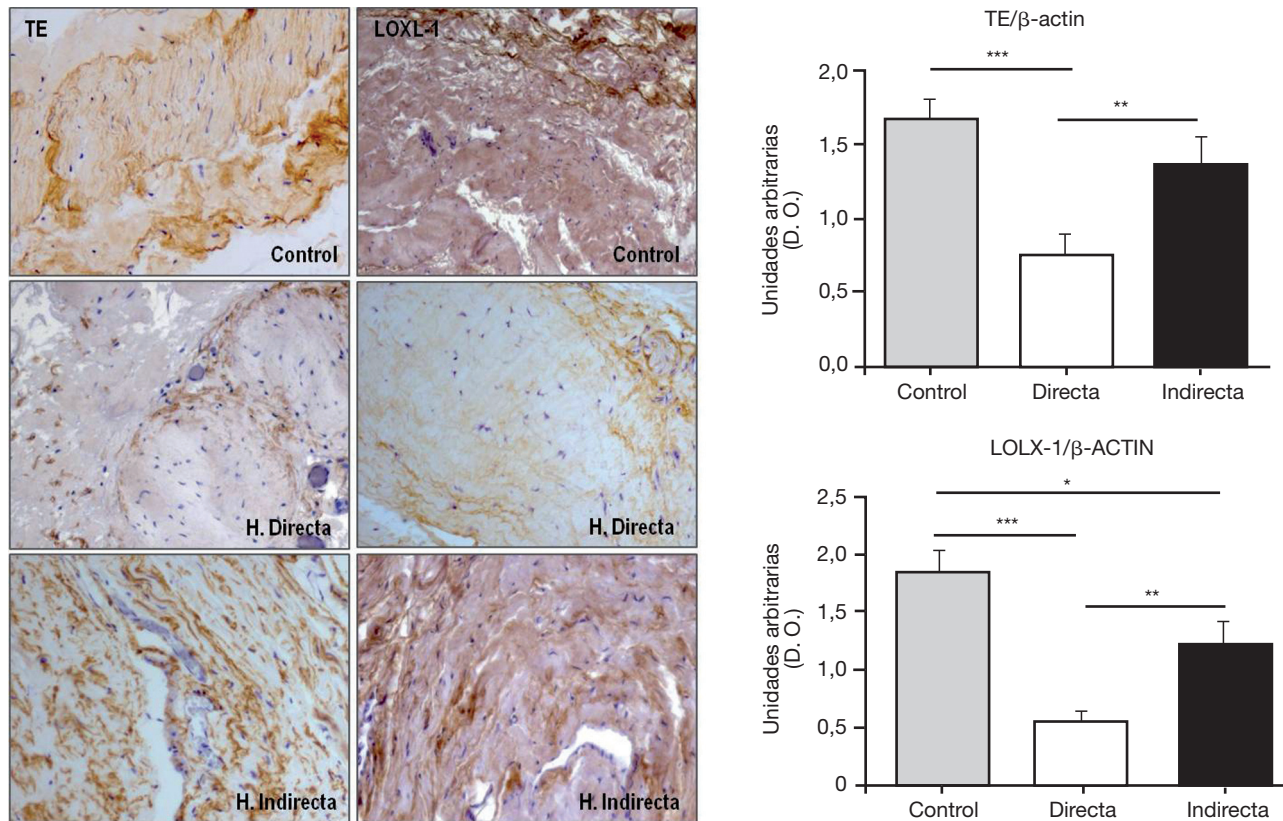 TE
Control
LOXL-1
Control
H. Directa
H. Directa
H. Indirecta
H. Indirecta
TE/β-actin
***
**
Unidades arbitrarias
(D. O.)
2,0
1,5
1,0
0,5
0,0
Control Directa Indirecta
LOLX-1/β-ACTIN
*
***
**
Unidades arbitrarias
(D. O.)
2,5
2,0
1,5
1,0
0,5
0
Control Directa Indirecta